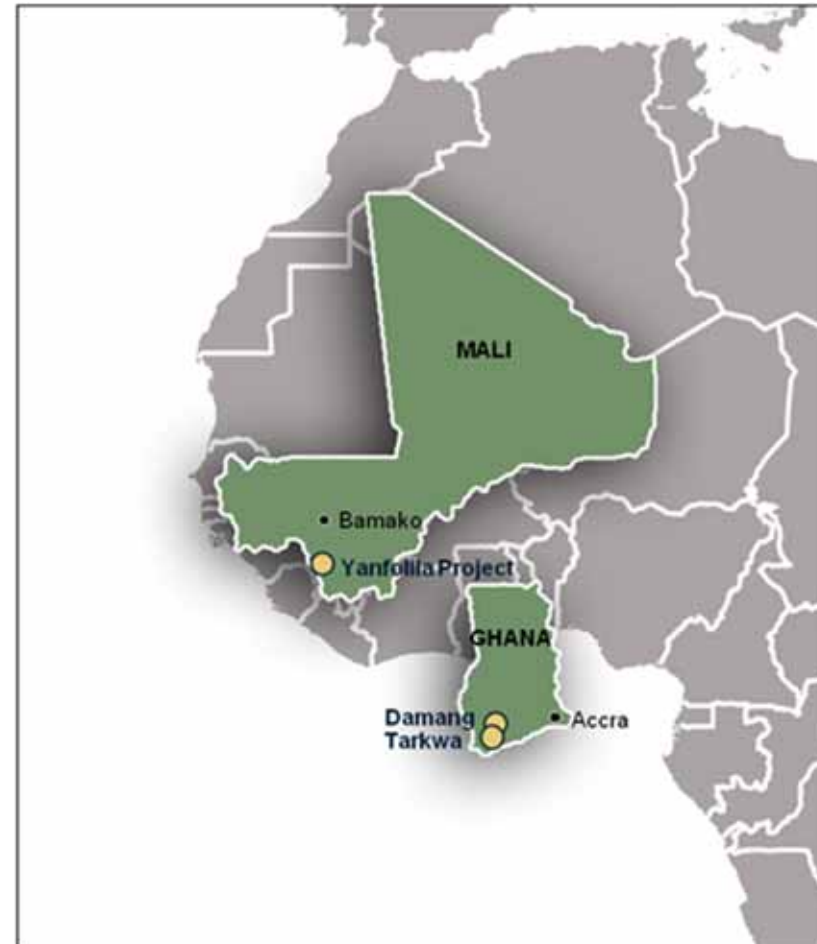 MALI
Bamako
Yanfolila Project
GHANA
Damang
Tarkwa
Accra